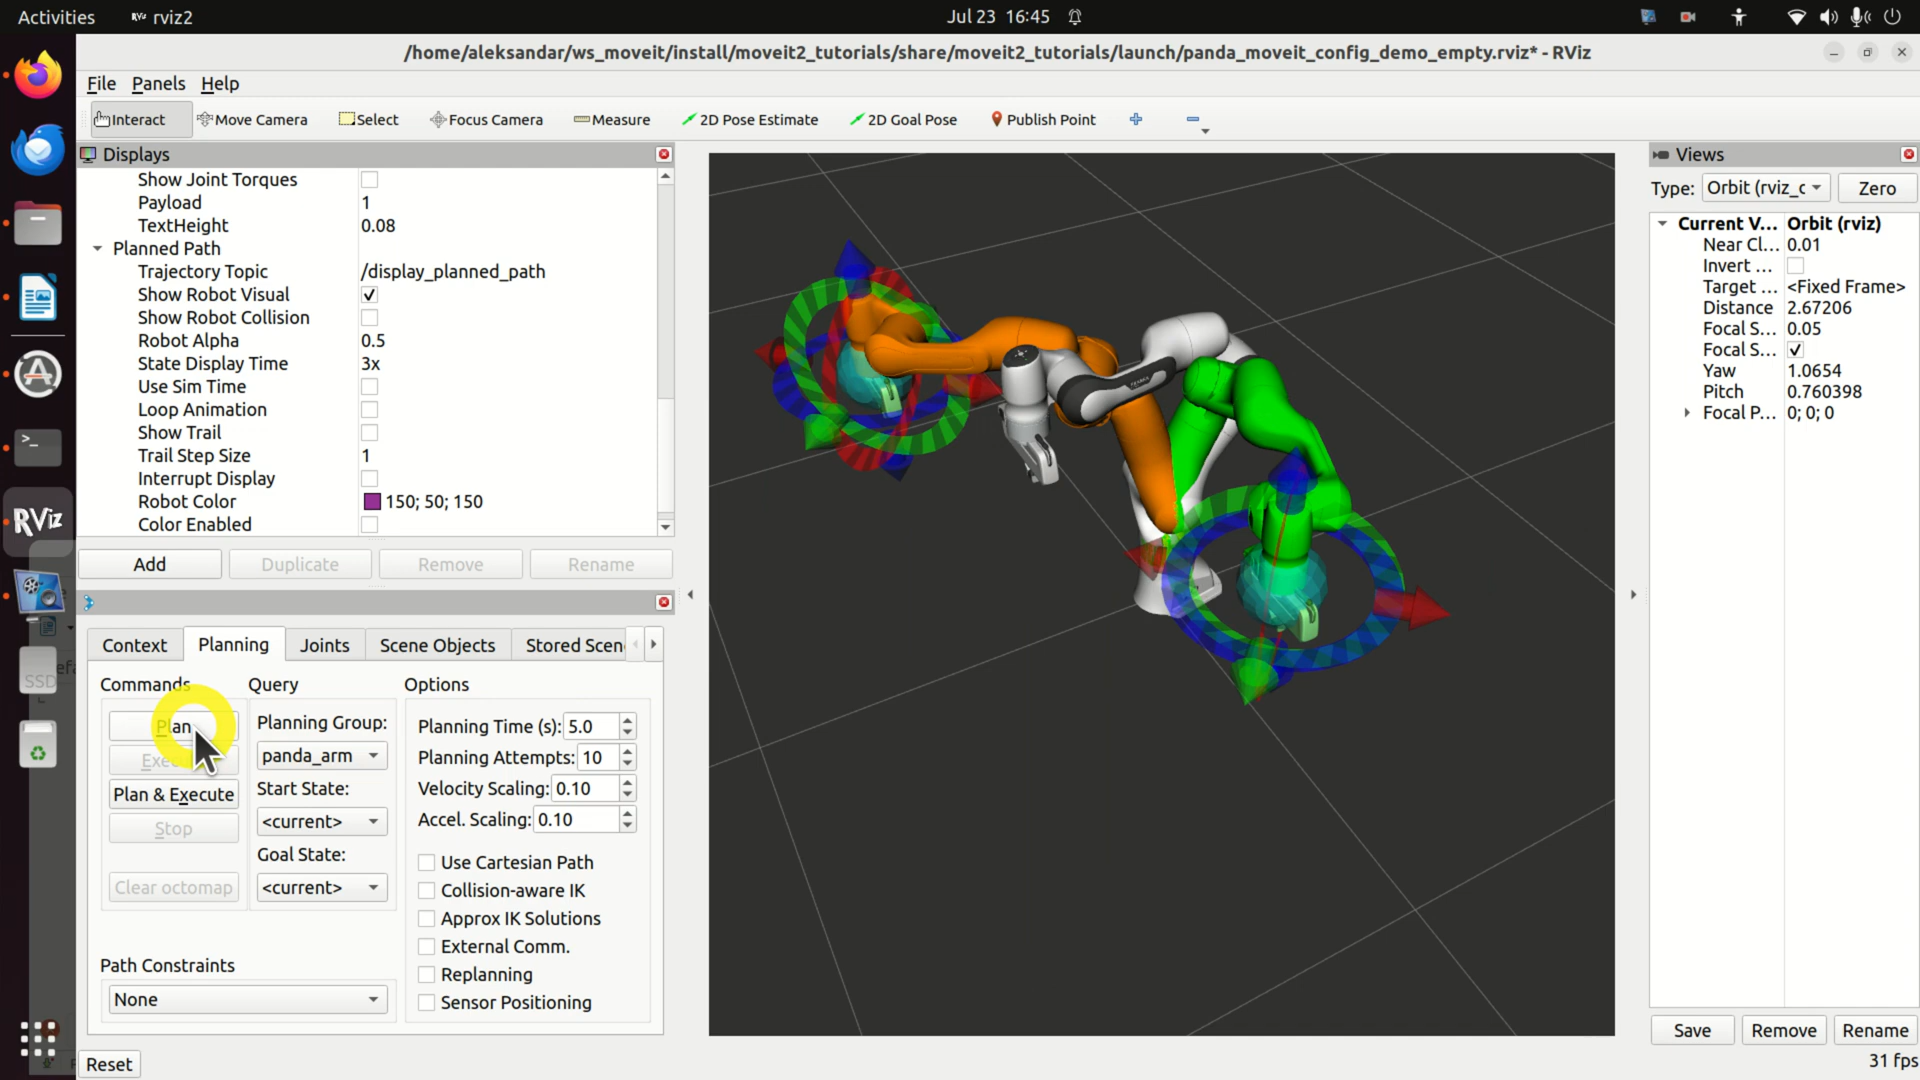 Activities
rviz2
Jul 23 16:45
/home/aleksandar/ws_moveit/install/moveit2_tutorials/share/moveit2_tutorials/launch/panda_moveit_config_demo_empty.rviz* - RViz
File Panels Help
Interact Move Camera Select Focus Camera Measure 2D Pose Estimate 2D Goal Pose Publish Point
Displays
Show Joint Torques
Payload 1
TextHeight 0.08
Planned Path
Trajectory Topic /display_planned_path
Show Robot Visual
Show Robot Collision
Robot Alpha 0.5
State Display Time 3x
Use Sim Time
Loop Animation
Show Trail
Trail Step Size 1
Interrupt Display
Robot Color 150; 50; 150
Color Enabled
Add Duplicate Remove Rename
Context Planning Joints Scene Objects Stored Scen
Commands Query Options
Plan
Plan & Execute
Stop
Clear octomap
Planning Group:
panda_arm
Start State:
<current>
Goal State:
<current>
Planning Time (s): 5.0
Planning Attempts: 10
Velocity Scaling: 0.10
Accel. Scaling: 0.10
Use Cartesian Path
Collision-aware IK
Approx IK Solutions
External Comm.
Replanning
Sensor Positioning
Path Constraints
None
Reset
Views
Type: Orbit (rviz_c Zero
Current V... Orbit (rviz)
Near Cl... 0.01
Invert ...
Target ... <Fixed Frame>
Distance 2.67206
Focal S... 0.05
Focal S...
Yaw 1.0654
Pitch 0.760398
Focal P... 0; 0; 0
Save Remove Rename
31 fps
RViz
SSD